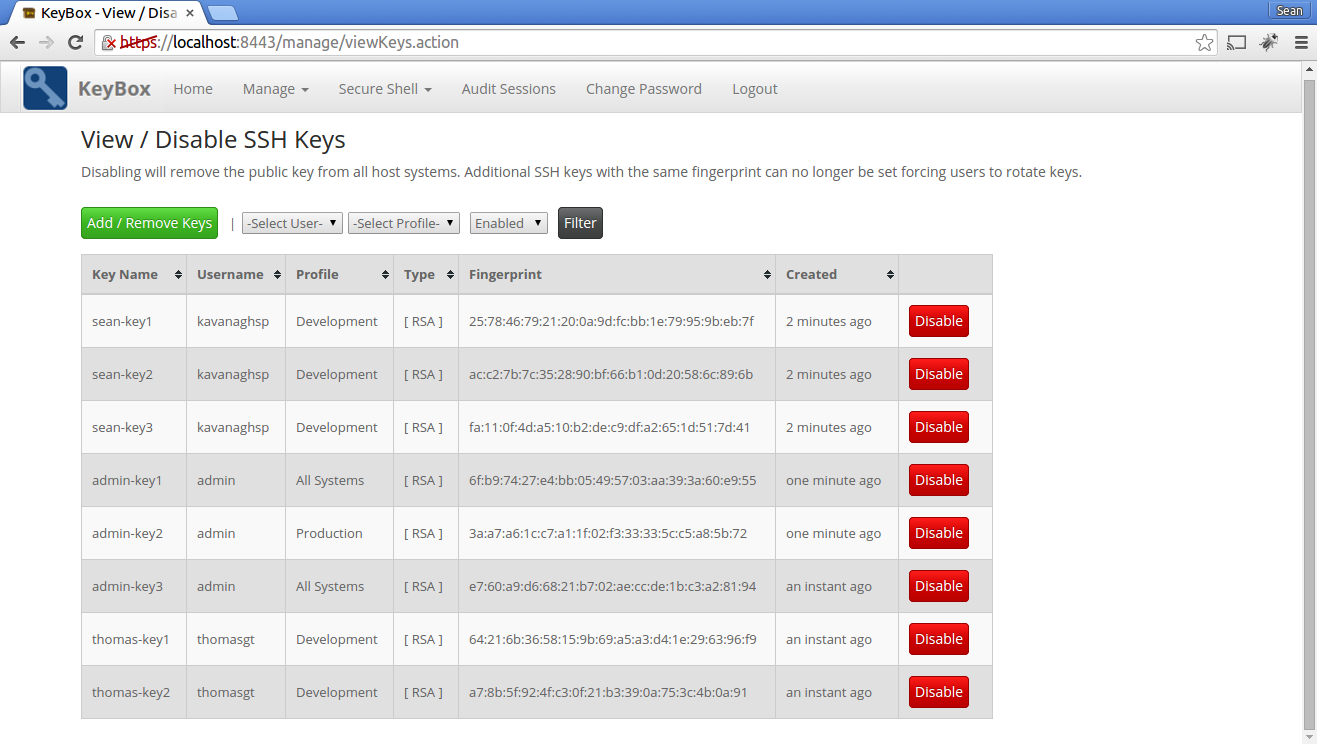 KeyBox - View / Disa
Sean
https://localhost:8443/manage/viewKeys.action
KeyBox Home Manage Secure Shell Audit Sessions Change Password Logout
View / Disable SSH Keys
Disabling will remove the public key from all host systems. Additional SSH keys with the same fingerprint can no longer be set forcing users to rotate keys.
Add / Remove Keys | -Select User- -Select Profile- Enabled Filter
Key Name Username Profile Type Fingerprint Created
sean-key1 kavanaghsp Development [ RSA ] 25:78:46:79:21:20:0a:9d:fc:bb:1e:79:95:9b:eb:7f 2 minutes ago Disable
sean-key2 kavanaghsp Development [ RSA ] ac:c2:7b:7c:35:28:90:bf:66:b1:0d:20:58:6c:89:6b 2 minutes ago Disable
sean-key3 kavanaghsp Development [ RSA ] fa:11:0f:4d:a5:10:b2:de:c9:df:a2:65:1d:51:7d:41 2 minutes ago Disable
admin-key1 admin All Systems [ RSA ] 6f:b9:74:27:e4:bb:05:49:57:03:aa:39:3a:60:e9:55 one minute ago Disable
admin-key2 admin Production [ RSA ] 3a:a7:a6:1c:c7:a1:1f:02:f3:33:33:5c:c5:a8:5b:72 one minute ago Disable
admin-key3 admin All Systems [ RSA ] e7:60:a9:d6:68:21:b7:02:ae:cc:de:1b:c3:a2:81:94 an instant ago Disable
thomas-key1 thomasgt Development [ RSA ] 64:21:6b:36:58:15:9b:69:a5:a3:d4:1e:29:63:96:f9 an instant ago Disable
thomas-key2 thomasgt Development [ RSA ] a7:8b:5f:92:4f:c3:0f:21:b3:39:0a:75:3c:4b:0a:91 an instant ago Disable